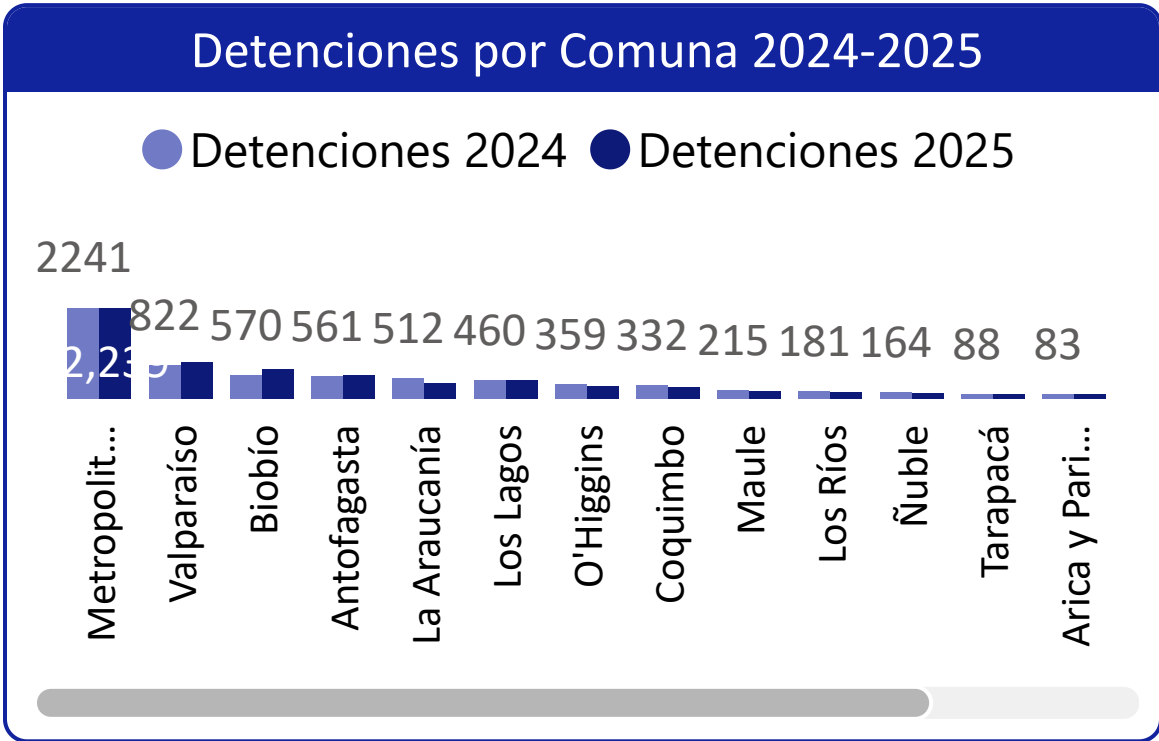 Detenciones por Comuna 2024-2025
Detenciones 2024 Detenciones 2025
2241
822 570 561 512 460 359 332 215 181 164 88 83
Metropolit...
Valparaíso
Biobío
Antofagasta
La Araucanía
Los Lagos
O'Higgins
Coquimbo
Maule
Los Ríos
Ñuble
Tarapacá
Arica y Pari...